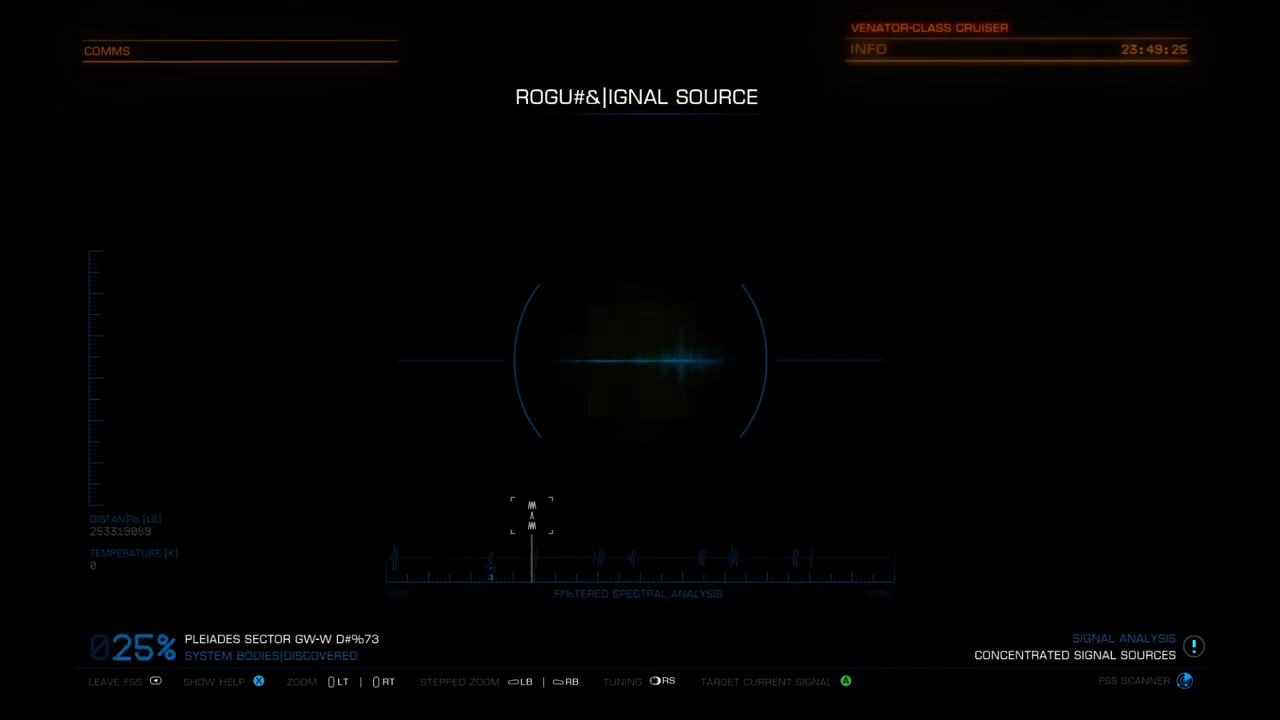 VENATOR-CLASS CRUISER
COMMS
INFO 23:49:25
ROGU#&|IGNAL SOURCE
TEMPERATURE [K]
0
SPECTRAL ANALYSIS
025% PLEIADES SECTOR GW-W D#%73
SYSTEM BODIES|DISCOVERED
SIGNAL ANALYSIS
CONCENTRATED SIGNAL SOURCES
LEAVE FSS SHOW HELP X ZOOM LT | RT STEPPED ZOOM LB | RB TUNING RS TARGET CURRENT SIGNAL A FSS SCANNER